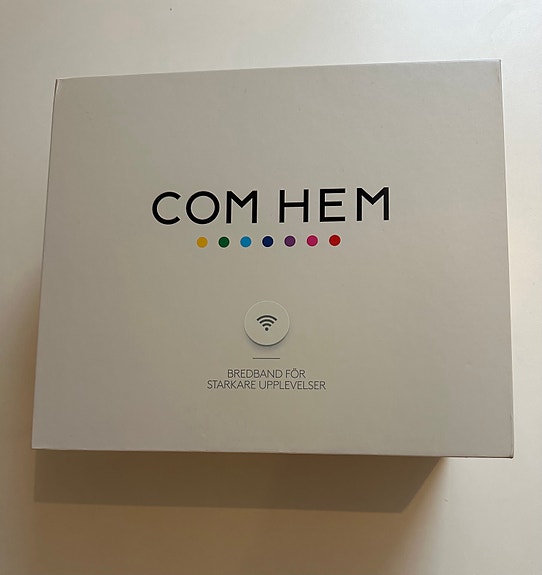 COM HEM
BREDBAND FÖR
STARKARE UPPLEVELSER